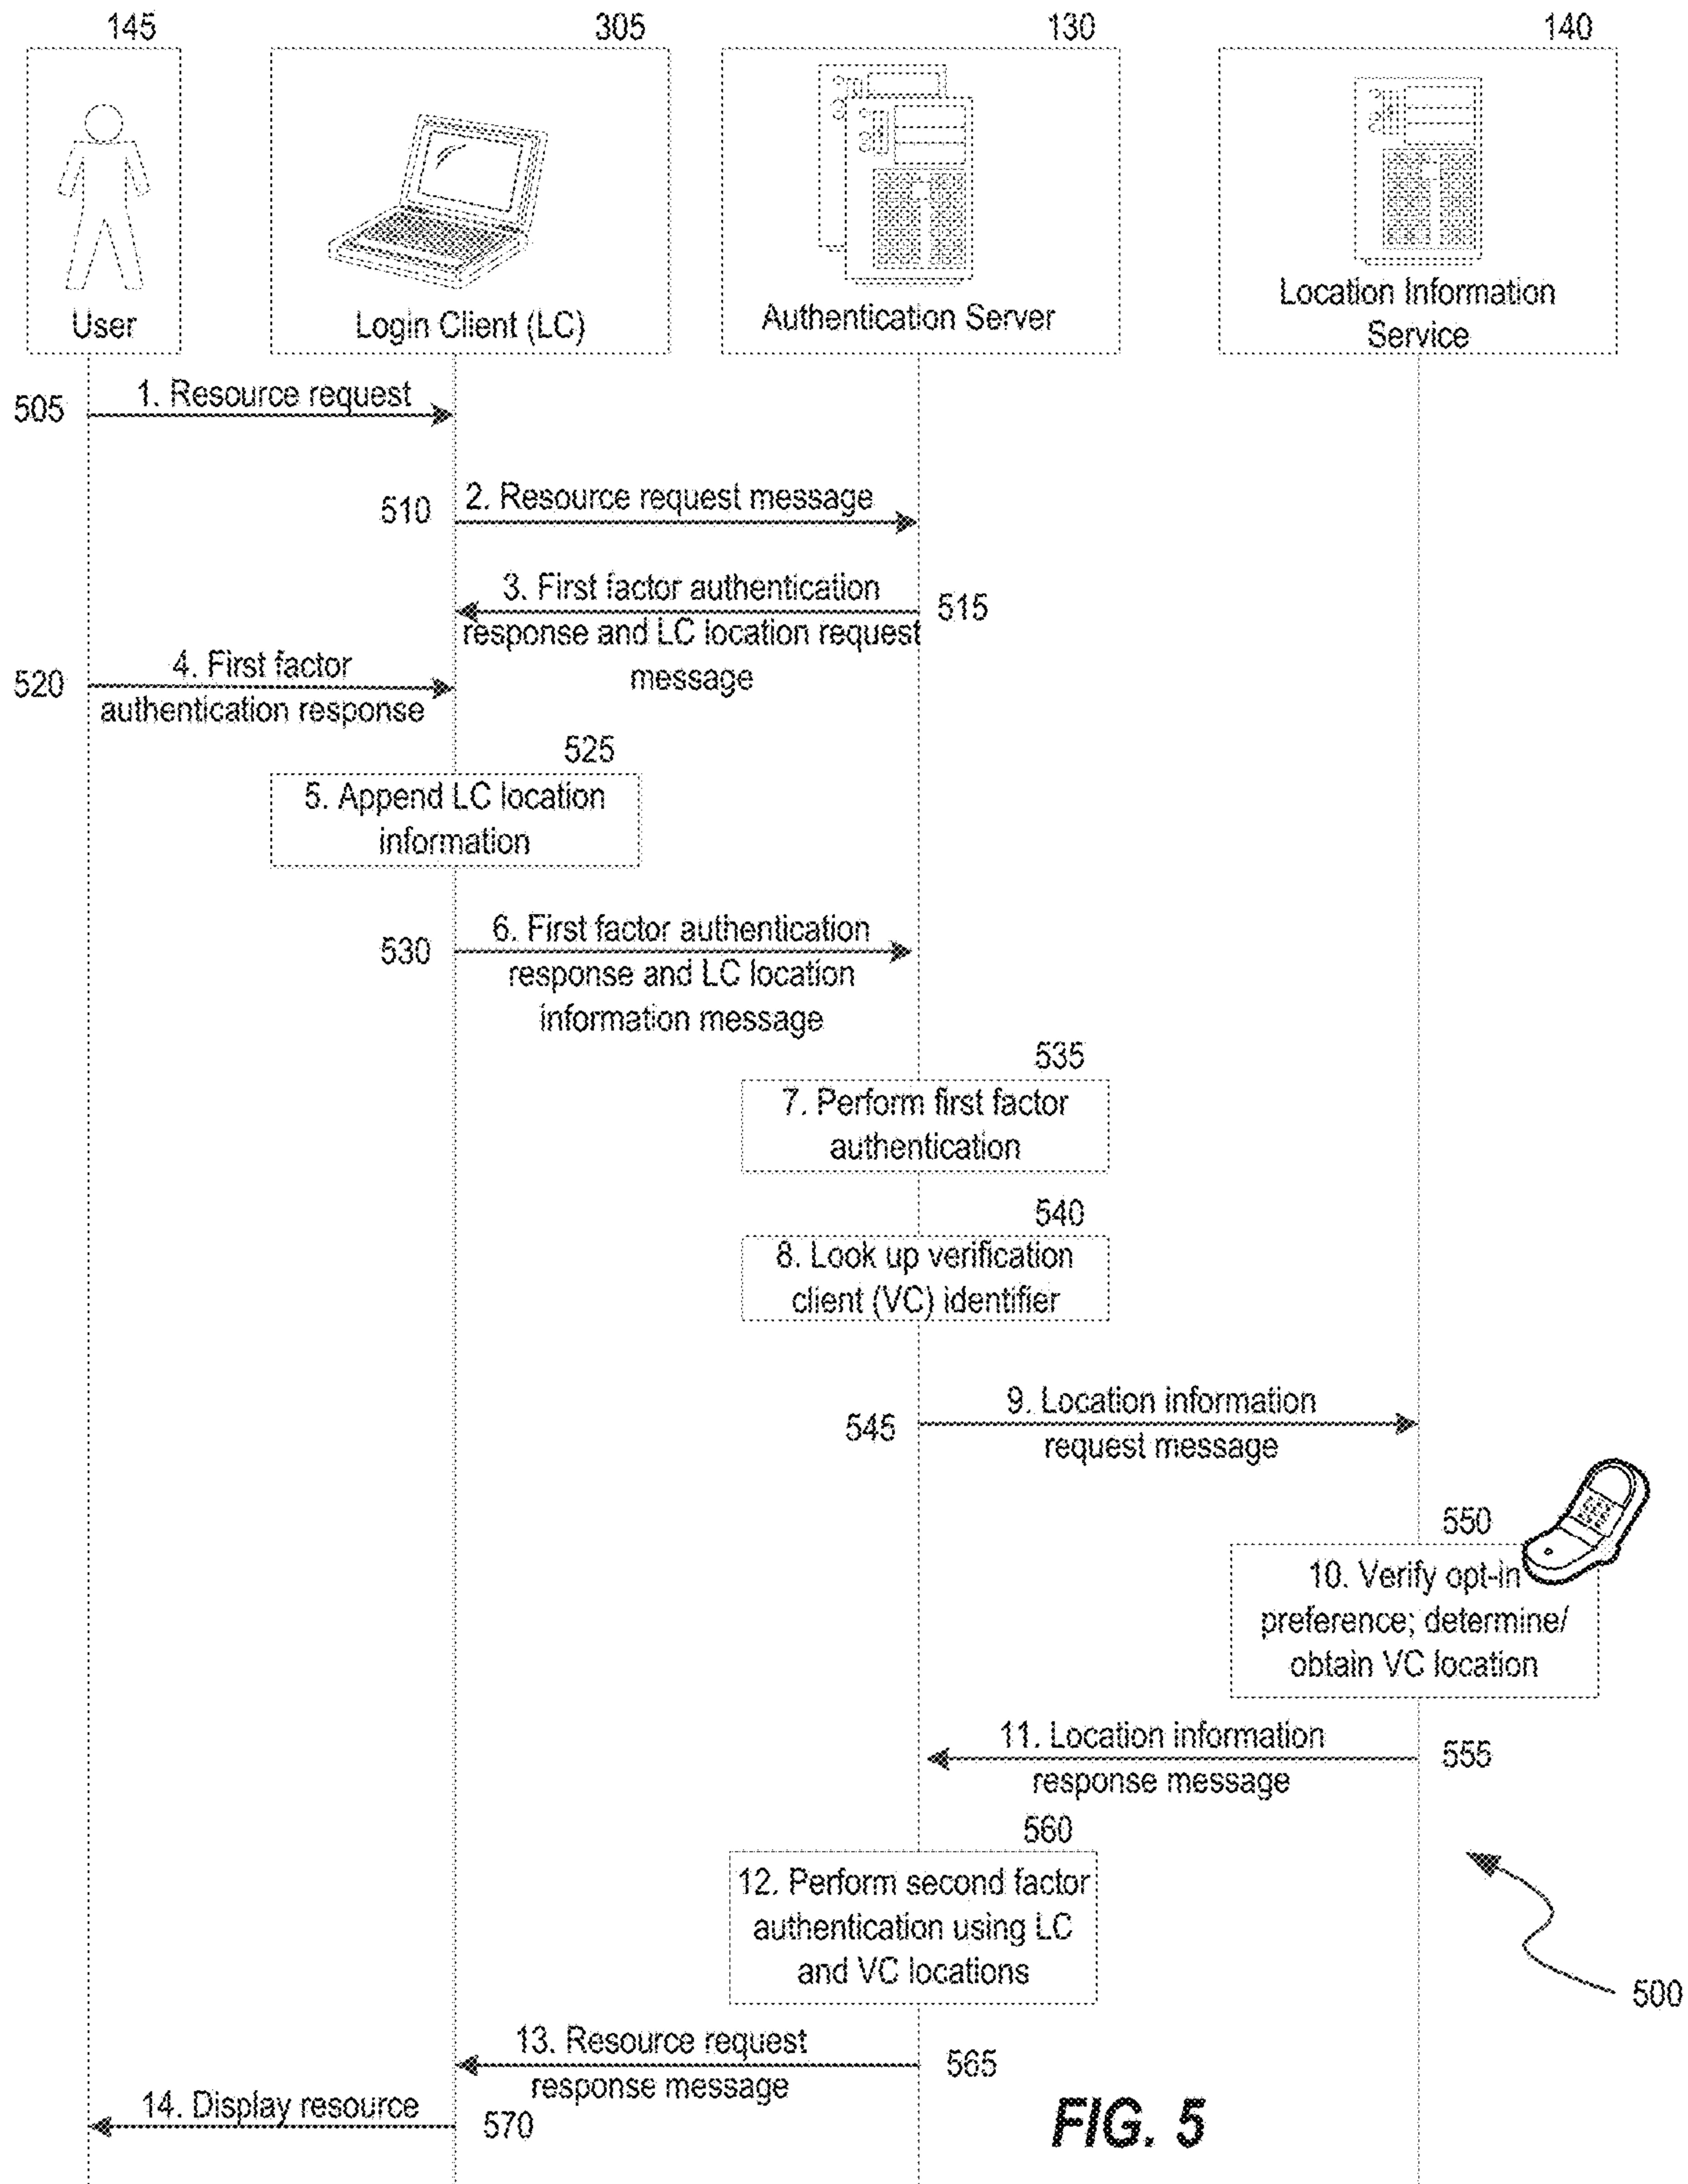 145
305
130
140
User
Login Client (LC)
Authentication Server
Location Information
Service
505
1. Resource request
510
2. Resource request message
3. First factor authentication
515
response and LC location request
message
520
4. First factor
authentication response
525
5. Append LC location
information
530
6. First factor authentication
response and LC location
information message
535
7. Perform first factor
authentication
540
8. Look up verification
client (VC) identifier
545
9. Location information
request message
550
10. Verify opt-in
preference; determine/
obtain VC location
11. Location information
555
response message
560
12. Perform second factor
authentication using LC
and VC locations
500
13. Resource request
565
response message
14. Display resource
570
FIG. 5